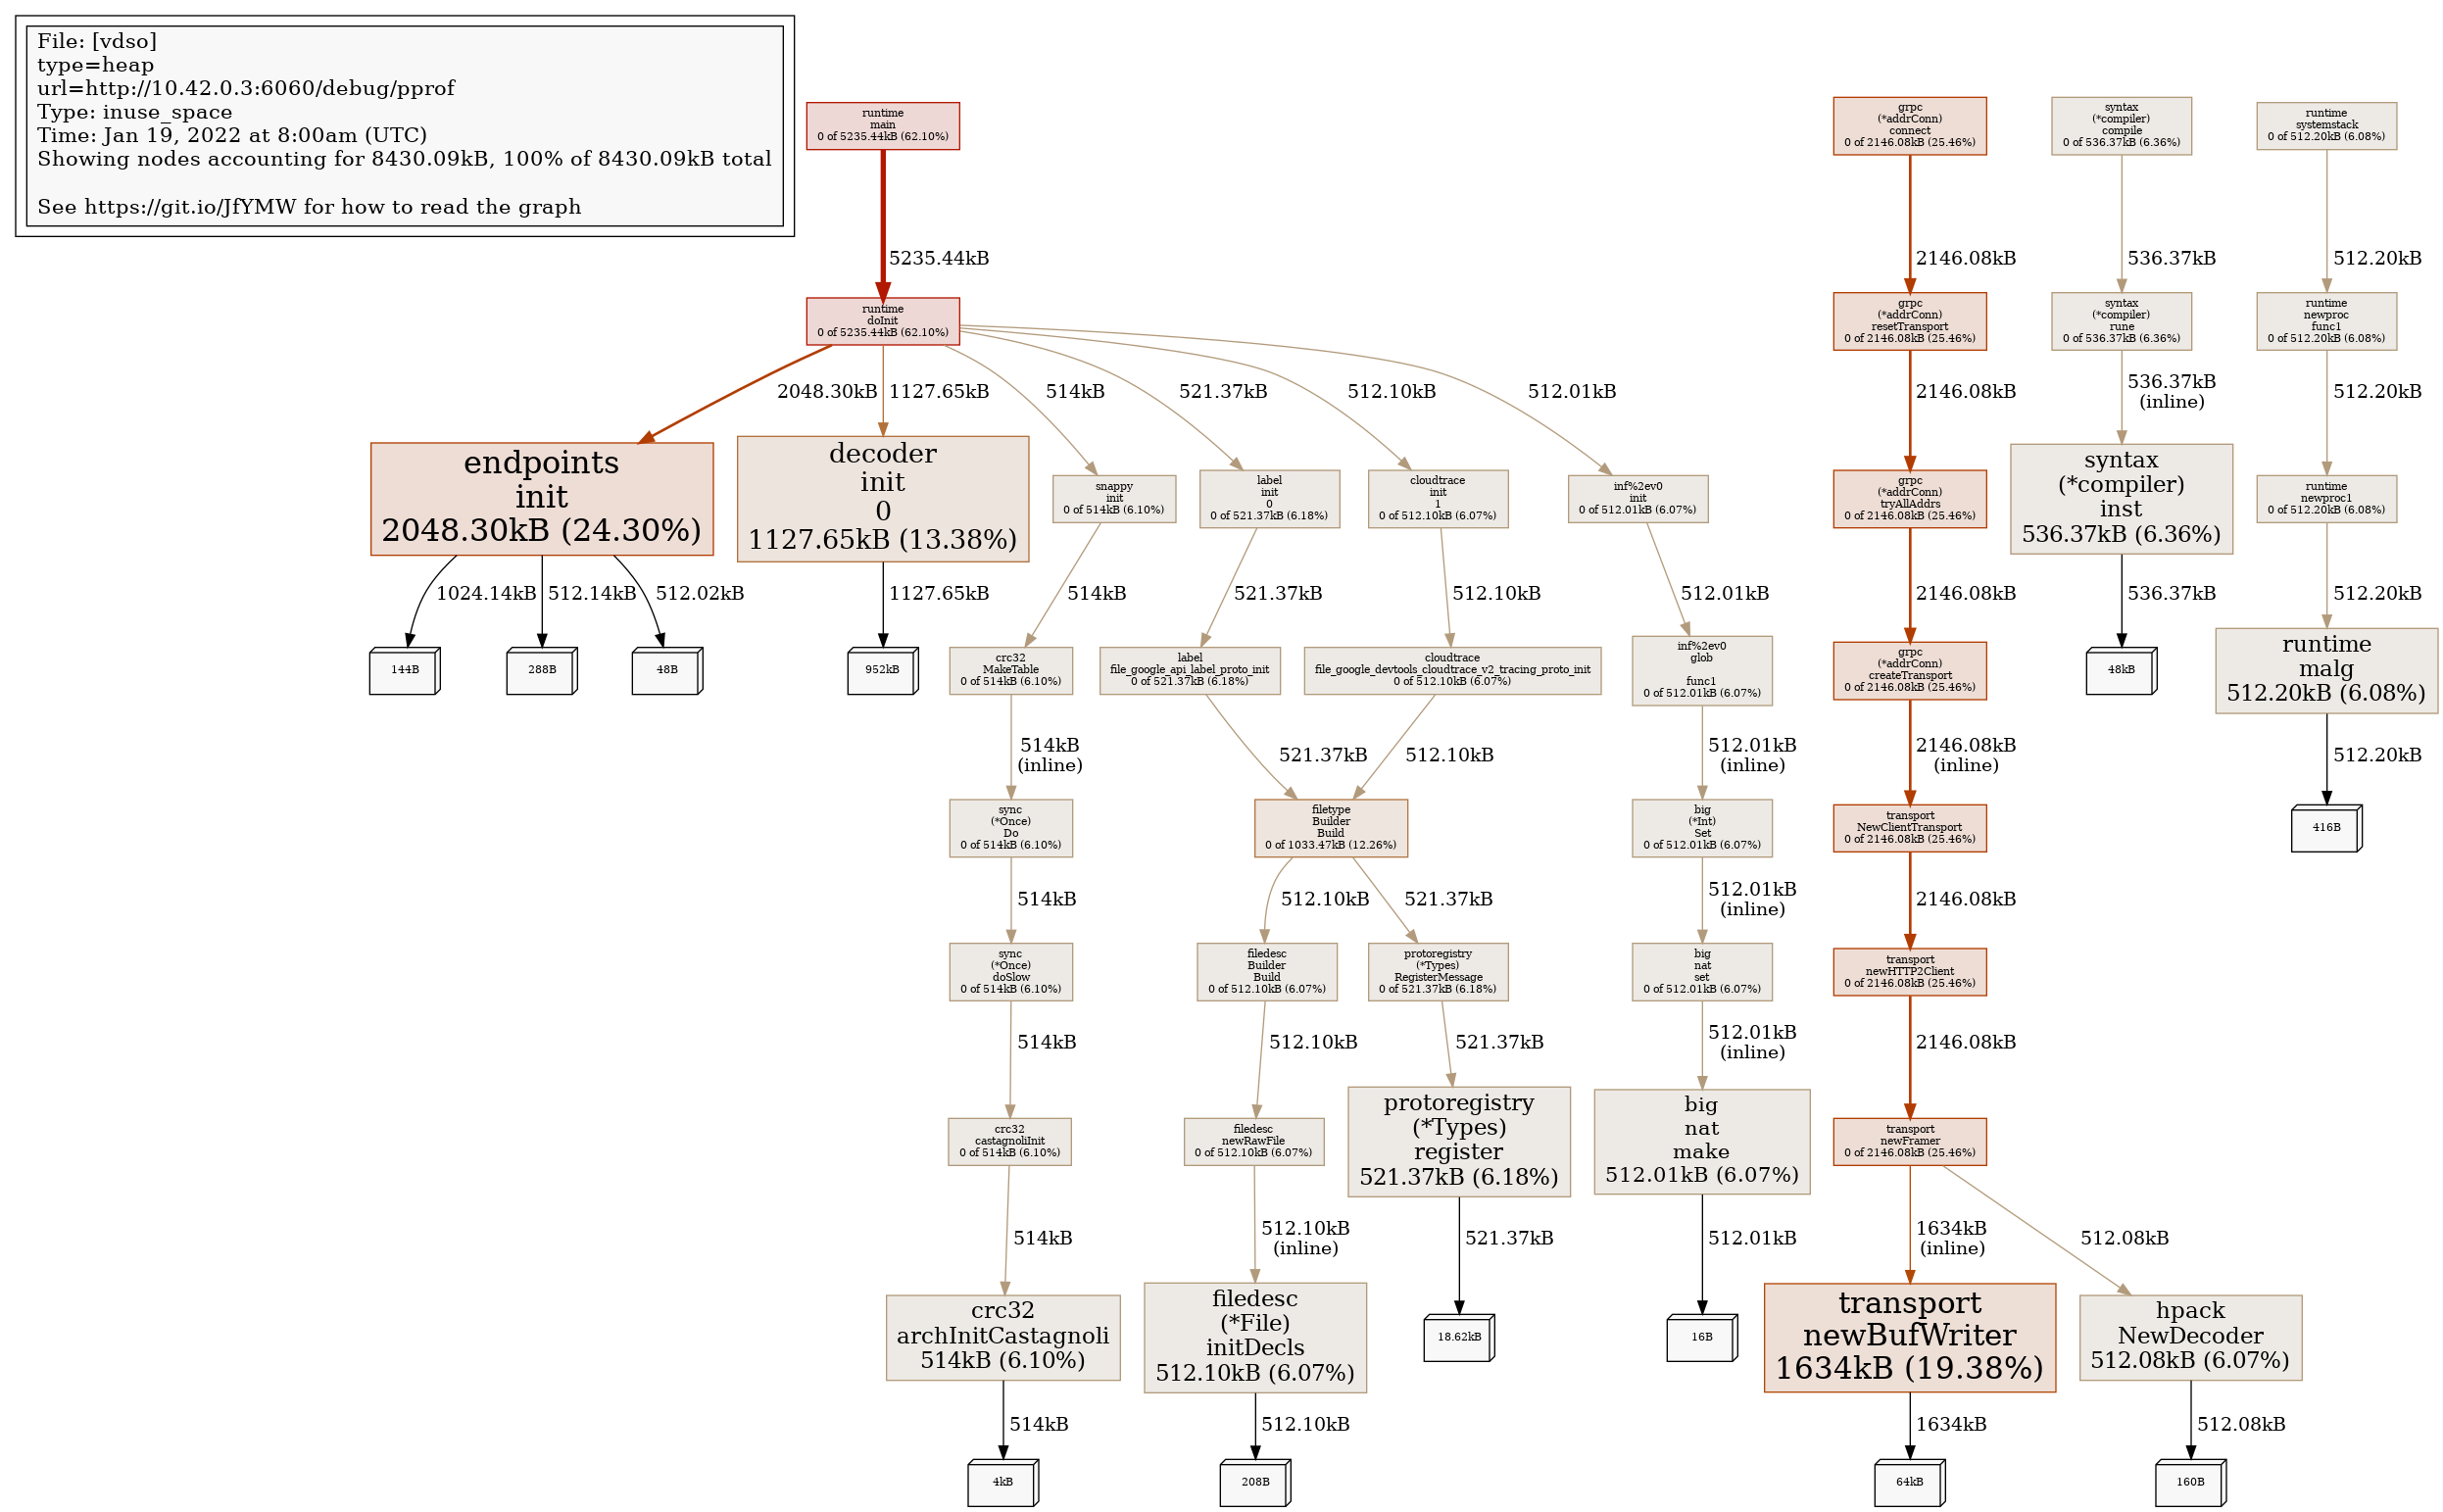 File: [vdso]
type=heap
url=http://10.42.0.3:6060/debug/pprof
Type: inuse_space
Time: Jan 19, 2022 at 8:00am (UTC)
Showing nodes accounting for 8430.09kB, 100% of 8430.09kB total
See https://git.io/JfYMW for how to read the graph
runtime
main
0 of 5235.44kB (62.10%)
grpc
(*addrConn)
connect
0 of 2146.08kB (25.46%)
syntax
(*compiler)
compile
0 of 536.37kB (6.36%)
runtime
systemstack
0 of 512.20kB (6.08%)
5235.44kB
2146.08kB
536.37kB
512.20kB
runtime
doInit
0 of 5235.44kB (62.10%)
grpc
(*addrConn)
resetTransport
0 of 2146.08kB (25.46%)
syntax
(*compiler)
rune
0 of 536.37kB (6.36%)
runtime
newproc
func1
0 of 512.20kB (6.08%)
2048.30kB
1127.65kB
514kB
521.37kB
512.10kB
512.01kB
2146.08kB
536.37kB
(inline)
512.20kB
endpoints
init
2048.30kB (24.30%)
decoder
init
0
1127.65kB (13.38%)
snappy
init
0 of 514kB (6.10%)
label
init
0
0 of 521.37kB (6.18%)
cloudtrace
init
1
0 of 512.10kB (6.07%)
inf%2ev0
init
0 of 512.01kB (6.07%)
grpc
(*addrConn)
tryAllAddrs
0 of 2146.08kB (25.46%)
syntax
(*compiler)
inst
536.37kB (6.36%)
runtime
newproc1
0 of 512.20kB (6.08%)
1024.14kB
512.14kB
512.02kB
1127.65kB
514kB
521.37kB
512.10kB
512.01kB
2146.08kB
536.37kB
512.20kB
144B
288B
48B
952kB
crc32
MakeTable
0 of 514kB (6.10%)
label
file_google_api_label_proto_init
0 of 521.37kB (6.18%)
cloudtrace
file_google_devtools_cloudtrace_v2_tracing_proto_init
0 of 512.10kB (6.07%)
inf%2ev0
glob
func1
0 of 512.01kB (6.07%)
grpc
(*addrConn)
createTransport
0 of 2146.08kB (25.46%)
48kB
runtime
malg
512.20kB (6.08%)
514kB
(inline)
521.37kB
512.10kB
512.01kB
(inline)
2146.08kB
(inline)
512.20kB
sync
(*Once)
Do
0 of 514kB (6.10%)
filetype
Builder
Build
0 of 1033.47kB (12.26%)
big
(*Int)
Set
0 of 512.01kB (6.07%)
transport
NewClientTransport
0 of 2146.08kB (25.46%)
416B
514kB
512.10kB
521.37kB
512.01kB
(inline)
2146.08kB
sync
(*Once)
doSlow
0 of 514kB (6.10%)
filedesc
Builder
Build
0 of 512.10kB (6.07%)
protoregistry
(*Types)
RegisterMessage
0 of 521.37kB (6.18%)
big
nat
set
0 of 512.01kB (6.07%)
transport
newHTTP2Client
0 of 2146.08kB (25.46%)
514kB
512.10kB
521.37kB
512.01kB
(inline)
2146.08kB
crc32
castagnoliInit
0 of 514kB (6.10%)
filedesc
newRawFile
0 of 512.10kB (6.07%)
protoregistry
(*Types)
register
521.37kB (6.18%)
big
nat
make
512.01kB (6.07%)
transport
newFramer
0 of 2146.08kB (25.46%)
514kB
512.10kB
(inline)
521.37kB
512.01kB
1634kB
(inline)
512.08kB
crc32
archInitCastagnoli
514kB (6.10%)
filedesc
(*File)
initDecls
512.10kB (6.07%)
18.62kB
16B
transport
newBufWriter
1634kB (19.38%)
hpack
NewDecoder
512.08kB (6.07%)
514kB
512.10kB
1634kB
512.08kB
4kB
208B
64kB
160B